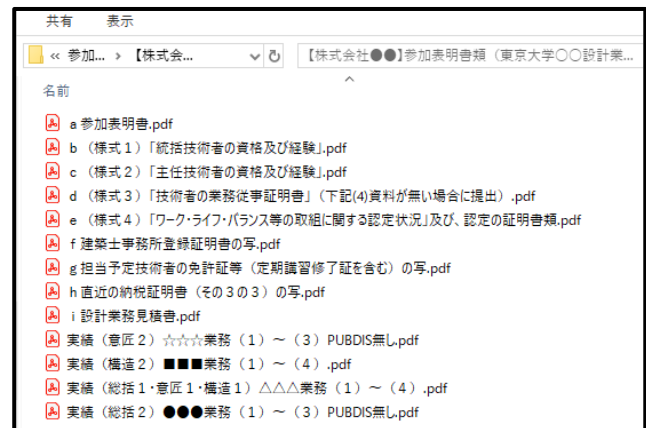 共有 表示
« 参加... › 【株式会... 【株式会社●●】参加表明書類（東京大学〇〇設計業...
名前
a 参加表明書.pdf
b （様式１）「統括技術者の資格及び経験」.pdf
c （様式２）「主任技術者の資格及び経験」.pdf
d （様式３）「技術者の業務従事証明書」（下記(4)資料が無い場合に提出）.pdf
e （様式４）「ワーク・ライフ・バランス等の取組に関する認定状況」及び、認定の証明書類.pdf
f 建築士事務所登録証明書の写.pdf
g 担当予定技術者の免許証等（定期講習修了証を含む）の写.pdf
h 直近の納税証明書（その３の３）の写.pdf
i 設計業務見積書.pdf
実績（意匠２）☆☆☆業務（１）～（３）PUBDIS無し.pdf
実績（構造２）■■■業務（１）～（４）.pdf
実績（総括１・意匠１・構造１）△△△業務（１）～（４）.pdf
実績（総括２）●●●業務（１）～（３）PUBDIS無し.pdf